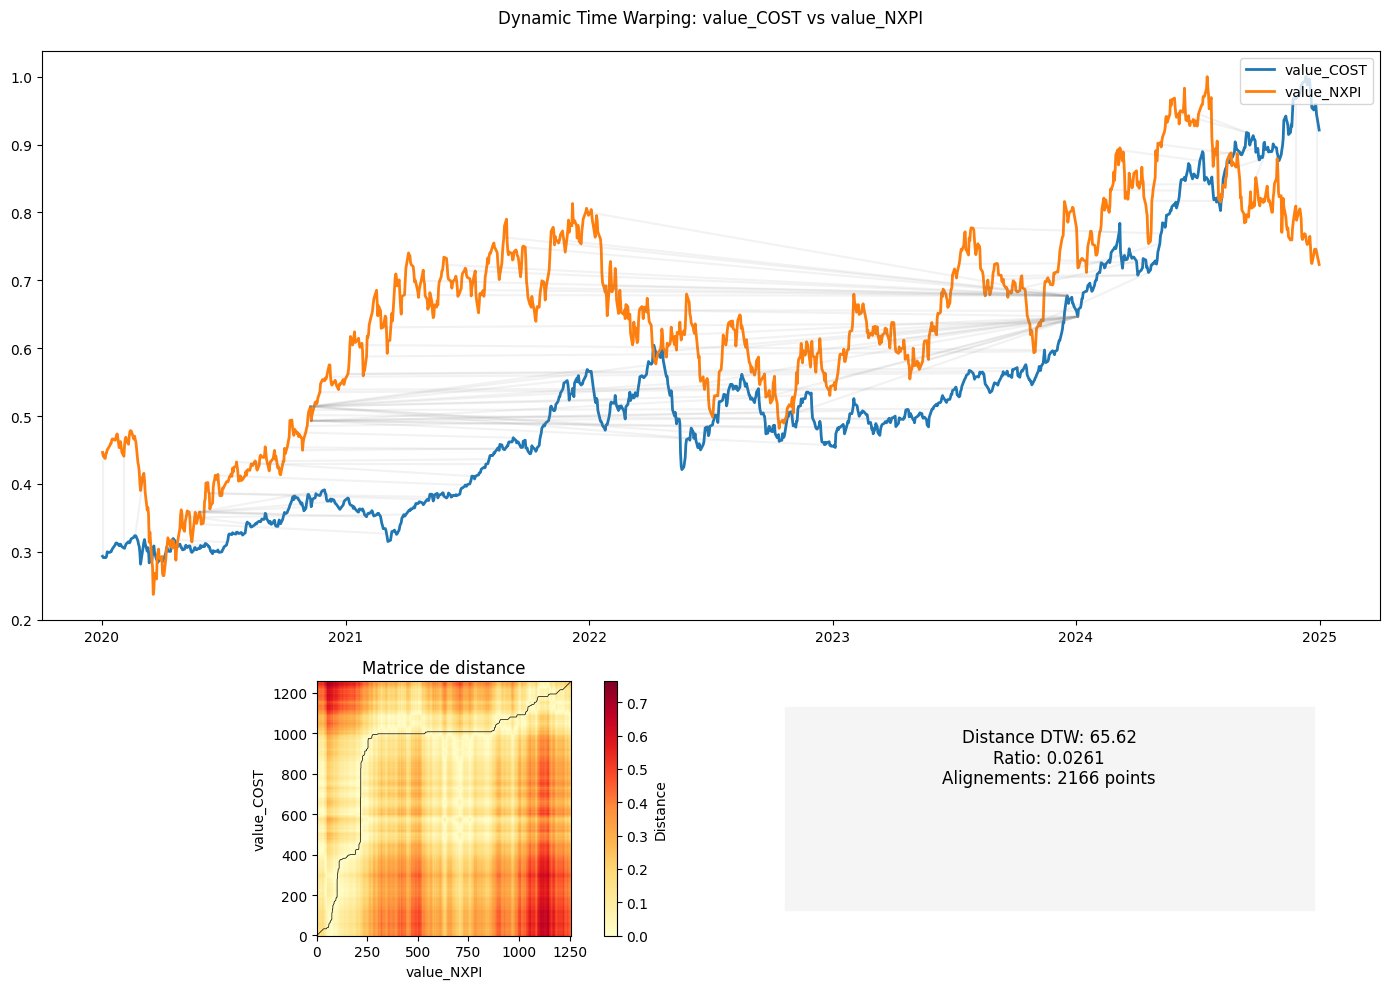 Dynamic Time Warping: value_COST vs value_NXPI
value_COST
value_NXPI
1.0
0.9
0.8
0.7
0.6
0.5
0.4
0.3
0.2
2020 2021 2022 2023 2024 2025
Matrice de distance
1200
1000
800
600
400
200
0
value_COST
0 250 500 750 1000 1250
value_NXPI
0.7
0.6
0.5
0.4
0.3
0.2
0.1
0.0
Distance
Distance DTW: 65.62
Ratio: 0.0261
Alignements: 2166 points